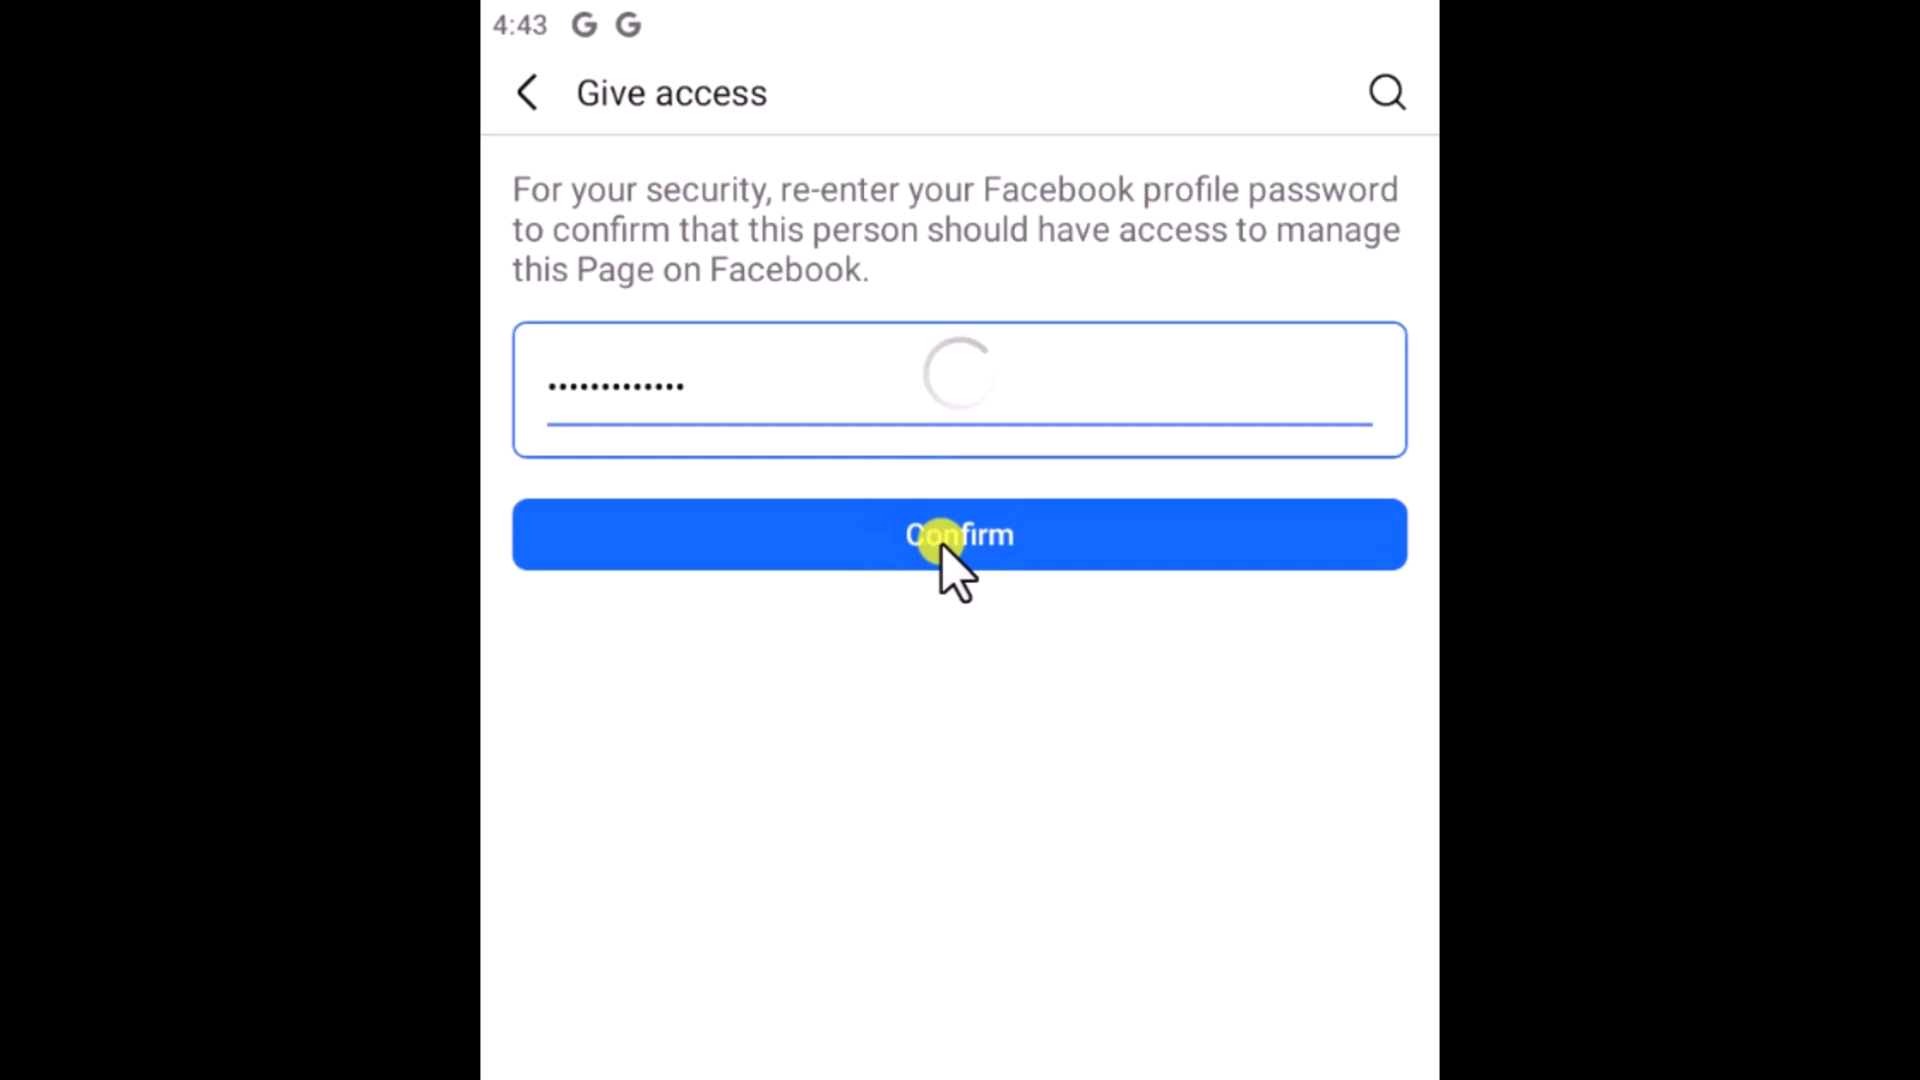 4:43 G G
Give access
For your security, re-enter your Facebook profile password
to confirm that this person should have access to manage
this Page on Facebook.
•••••••••••••
Confirm